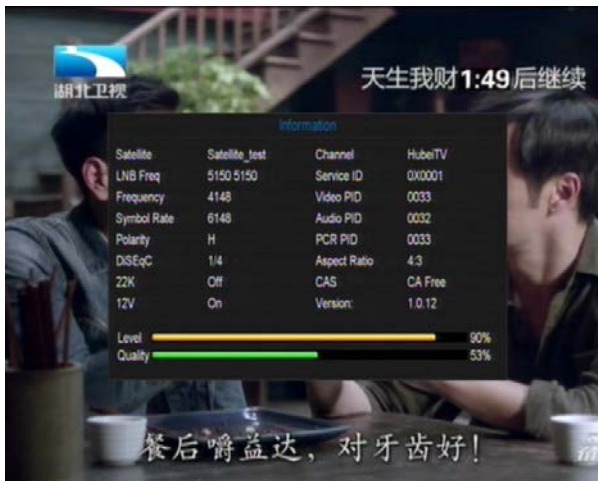 湖北卫视
天生我财1:49后继续
Information
Satellite Satellite_test Channel HubeiTV
LNB Freq 5150 5150 Service ID 0X0001
Frequency 4148 Video PID 0033
Symbol Rate 6148 Audio PID 0032
Polarity H PCR PID 0033
DiSEqC 1/4 Aspect Ratio 4:3
22K Off CAS CA Free
12V On Version: 1.0.12
Level 90%
Quality 53%
餐后嚼益达，对牙齿好！